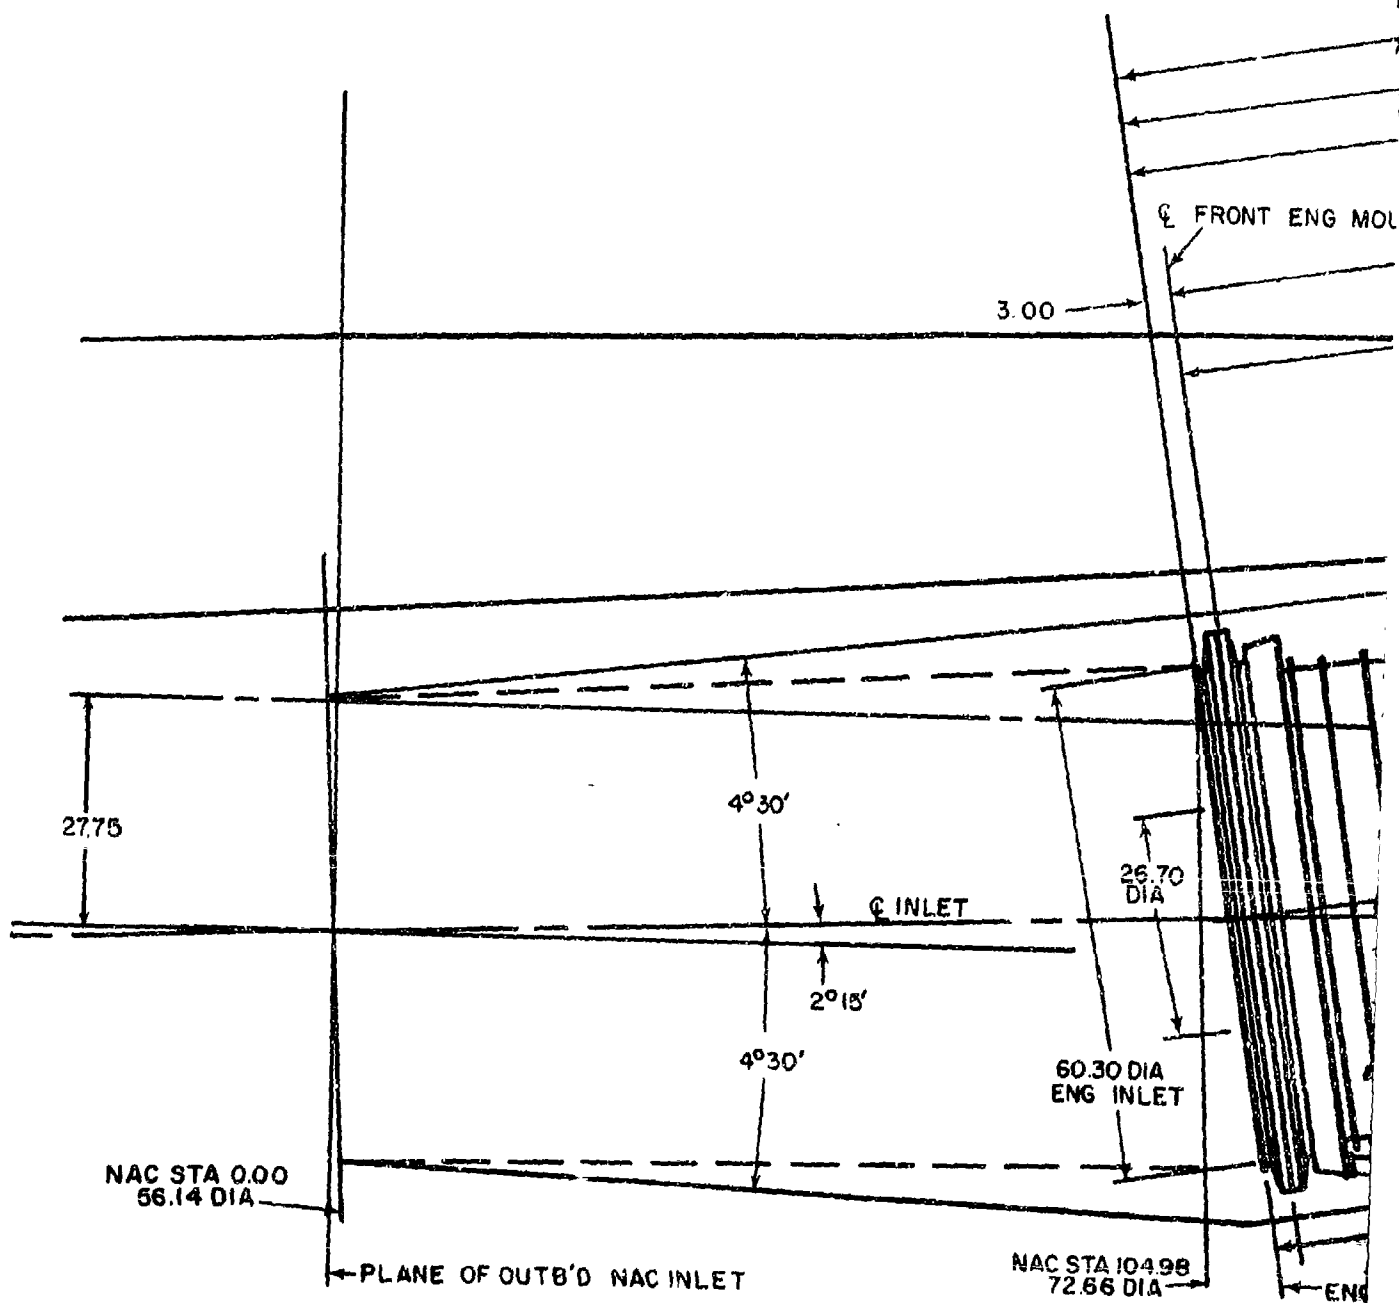 ℄ FRONT ENG MOU
3.00
27.75
4°30'
26.70
DIA
℄ INLET
2°15'
4°30'
60.30 DIA
ENG INLET
NAC STA 0.00
56.14 DIA
PLANE OF OUTB'D NAC INLET
NAC STA 104.98
72.66 DIA
ENG